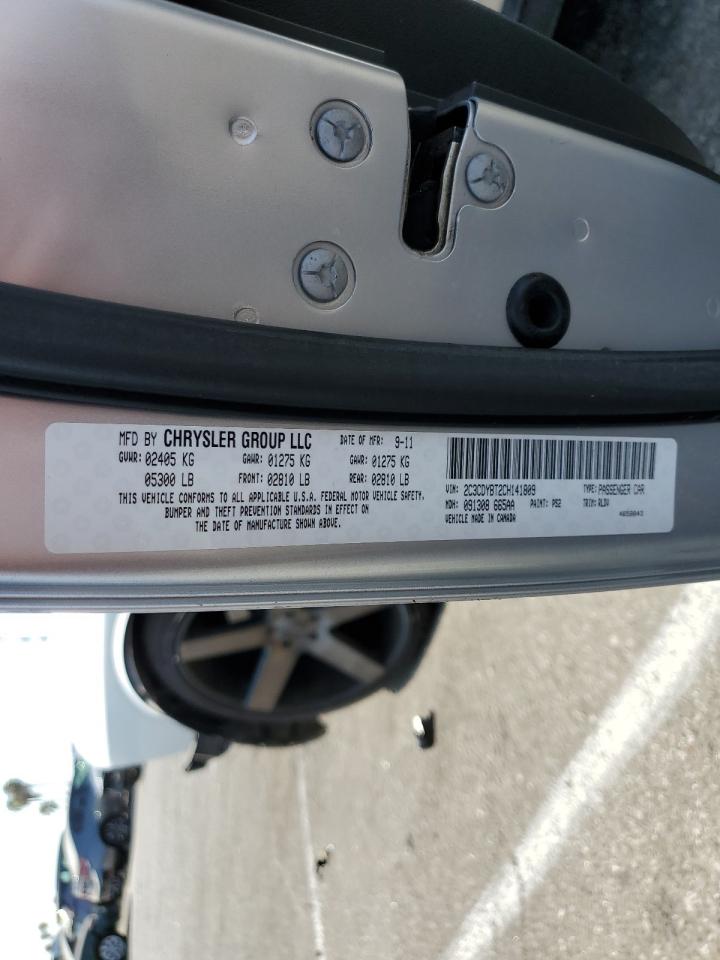 MFD BY CHRYSLER GROUP LLC DATE OF MFR: 9-11
GVWR: 02405 KG GAWR: 01275 KG GAWR: 01275 KG
05300 LB FRONT: 02810 LB REAR: 02810 LB
THIS VEHICLE CONFORMS TO ALL APPLICABLE U.S.A. FEDERAL MOTOR VEHICLE SAFETY,
BUMPER AND THEFT PREVENTION STANDARDS IN EFFECT ON
THE DATE OF MANUFACTURE SHOWN ABOVE.
VIN: 2C3CDYBT2CH141809 TYPE: PASSENGER CAR
MDH: 091308 665AA PAINT: PS2 TRIM: RLDV
VEHICLE MADE IN CANADA